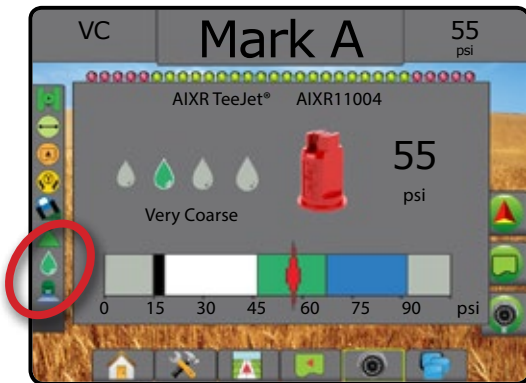 VC Mark A 55
psi
AIXR TeeJet® AIXR11004
55
psi
Very Coarse
0 15 30 45 60 75 90 psi